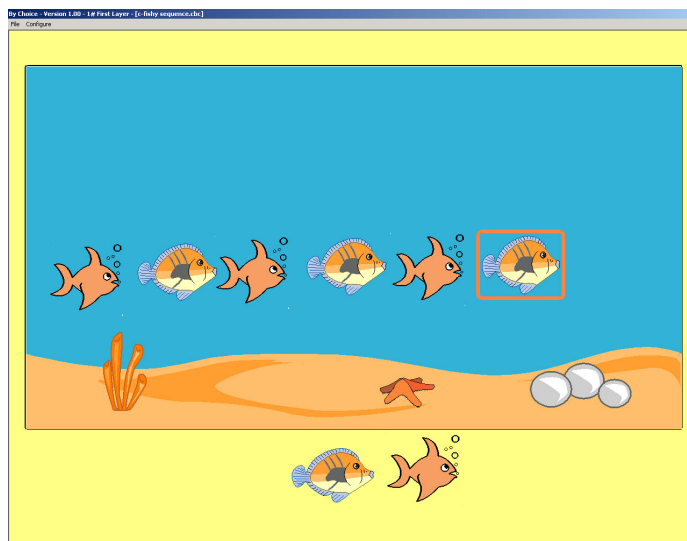 By Choice - Version 1.00 - 1# First Layer - [c-fishy sequence.cbc]
File Configure